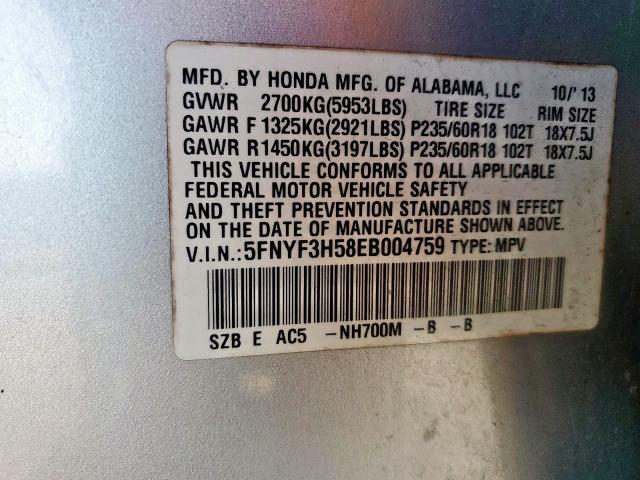 MFD. BY HONDA MFG. OF ALABAMA, LLC 10/'13
GVWR 2700KG(5953LBS) TIRE SIZE RIM SIZE
GAWR F 1325KG(2921LBS) P235/60R18 102T 18X7.5J
GAWR R1450KG(3197LBS) P235/60R18 102T 18X7.5J
THIS VEHICLE CONFORMS TO ALL APPLICABLE
FEDERAL MOTOR VEHICLE SAFETY
AND THEFT PREVENTION STANDARDS IN EFFECT
ON THE DATE OF MANUFACTURE SHOWN ABOVE.
V.I.N.:5FNYF3H58EB004759 TYPE: MPV
SZB E AC5 -NH700M -B -B